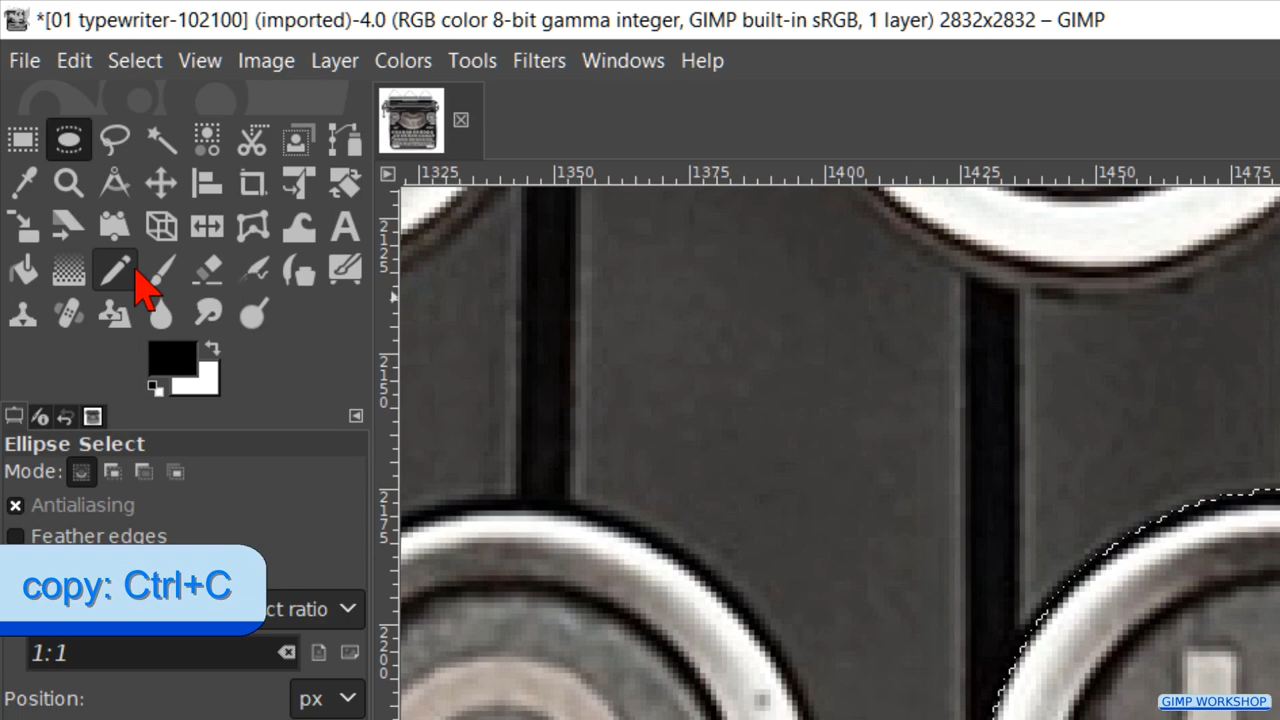 *[01 typewriter-102100] (imported)-4.0 (RGB color 8-bit gamma integer, GIMP built-in sRGB, 1 layer) 2832x2832 – GIMP
File Edit Select View Image Layer Colors Tools Filters Windows Help
1325 1350 1375 1400 1425 1450 1475
2125
2150
2175
2200
Ellipse Select
Mode:
Antialiasing
Feather edges
copy: Ctrl+C
ct ratio
1:1
Position:
px
GIMP WORKSHOP